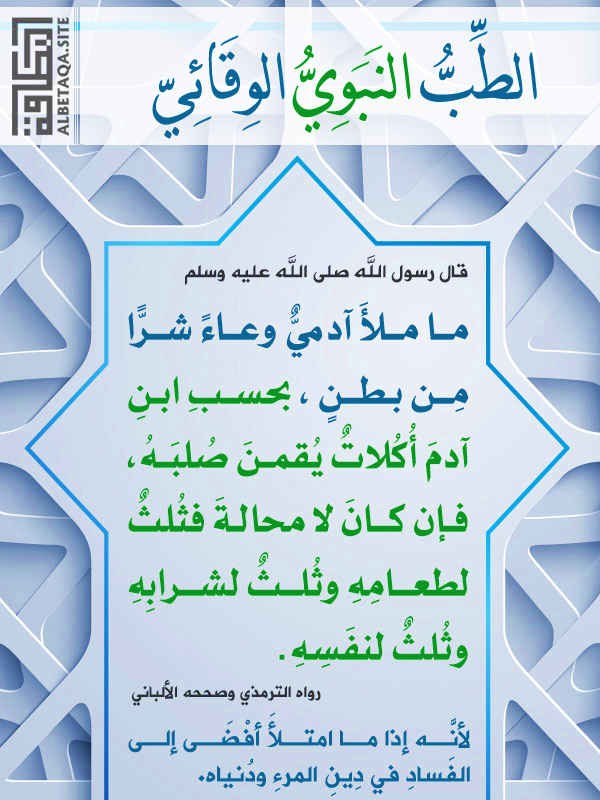 البطاقة
ALBETAQA.SITE
الطِّبُّ النَبَوِيُّ الوِقَائِيّ
قال رسول اللَّه صلى اللَّه عليه وسلم
ما ملأَ آدميٌّ وعاءً شرًّا
مِن بطنٍ ، بحسبِ ابنِ
آدمَ أُكُلاتٌ يُقمنَ صُلبَهُ،
فإن كانَ لا محالةَ فثُلثٌ
لطعامِهِ وثُلثٌ لشرابِهِ
وثُلثٌ لنفَسِهِ.
رواه الترمذي وصححه الألباني
لأنَّه إذا ما امتلأَ أفْضَى إلى
الفَسادِ في دِينِ المرءِ ودُنياه.